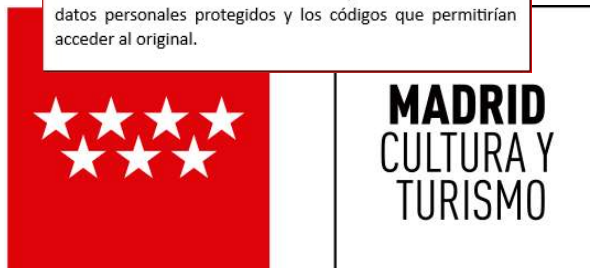 datos personales protegidos y los códigos que permitirían
acceder al original.
MADRID
CULTURA Y
TURISMO